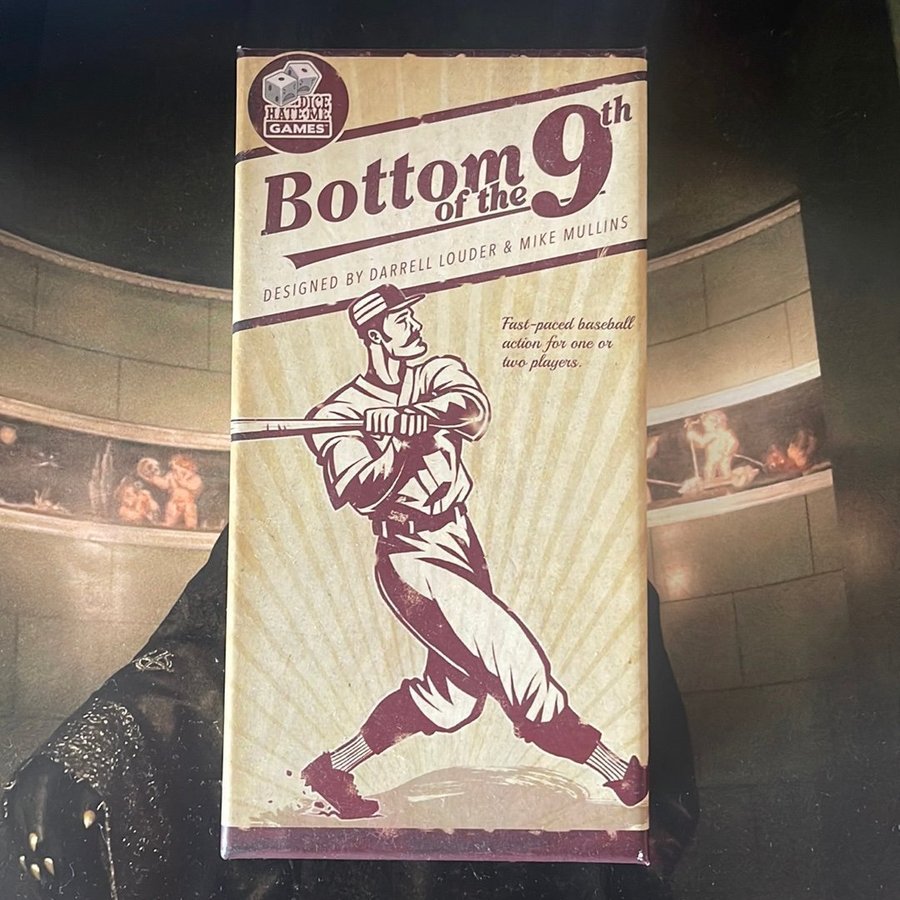 DICE
HATE ME
GAMES
Bottom
of the
9th
DESIGNED BY DARRELL LOUDER & MIKE MULLINS
Fast-paced baseball
action for one or
two players.